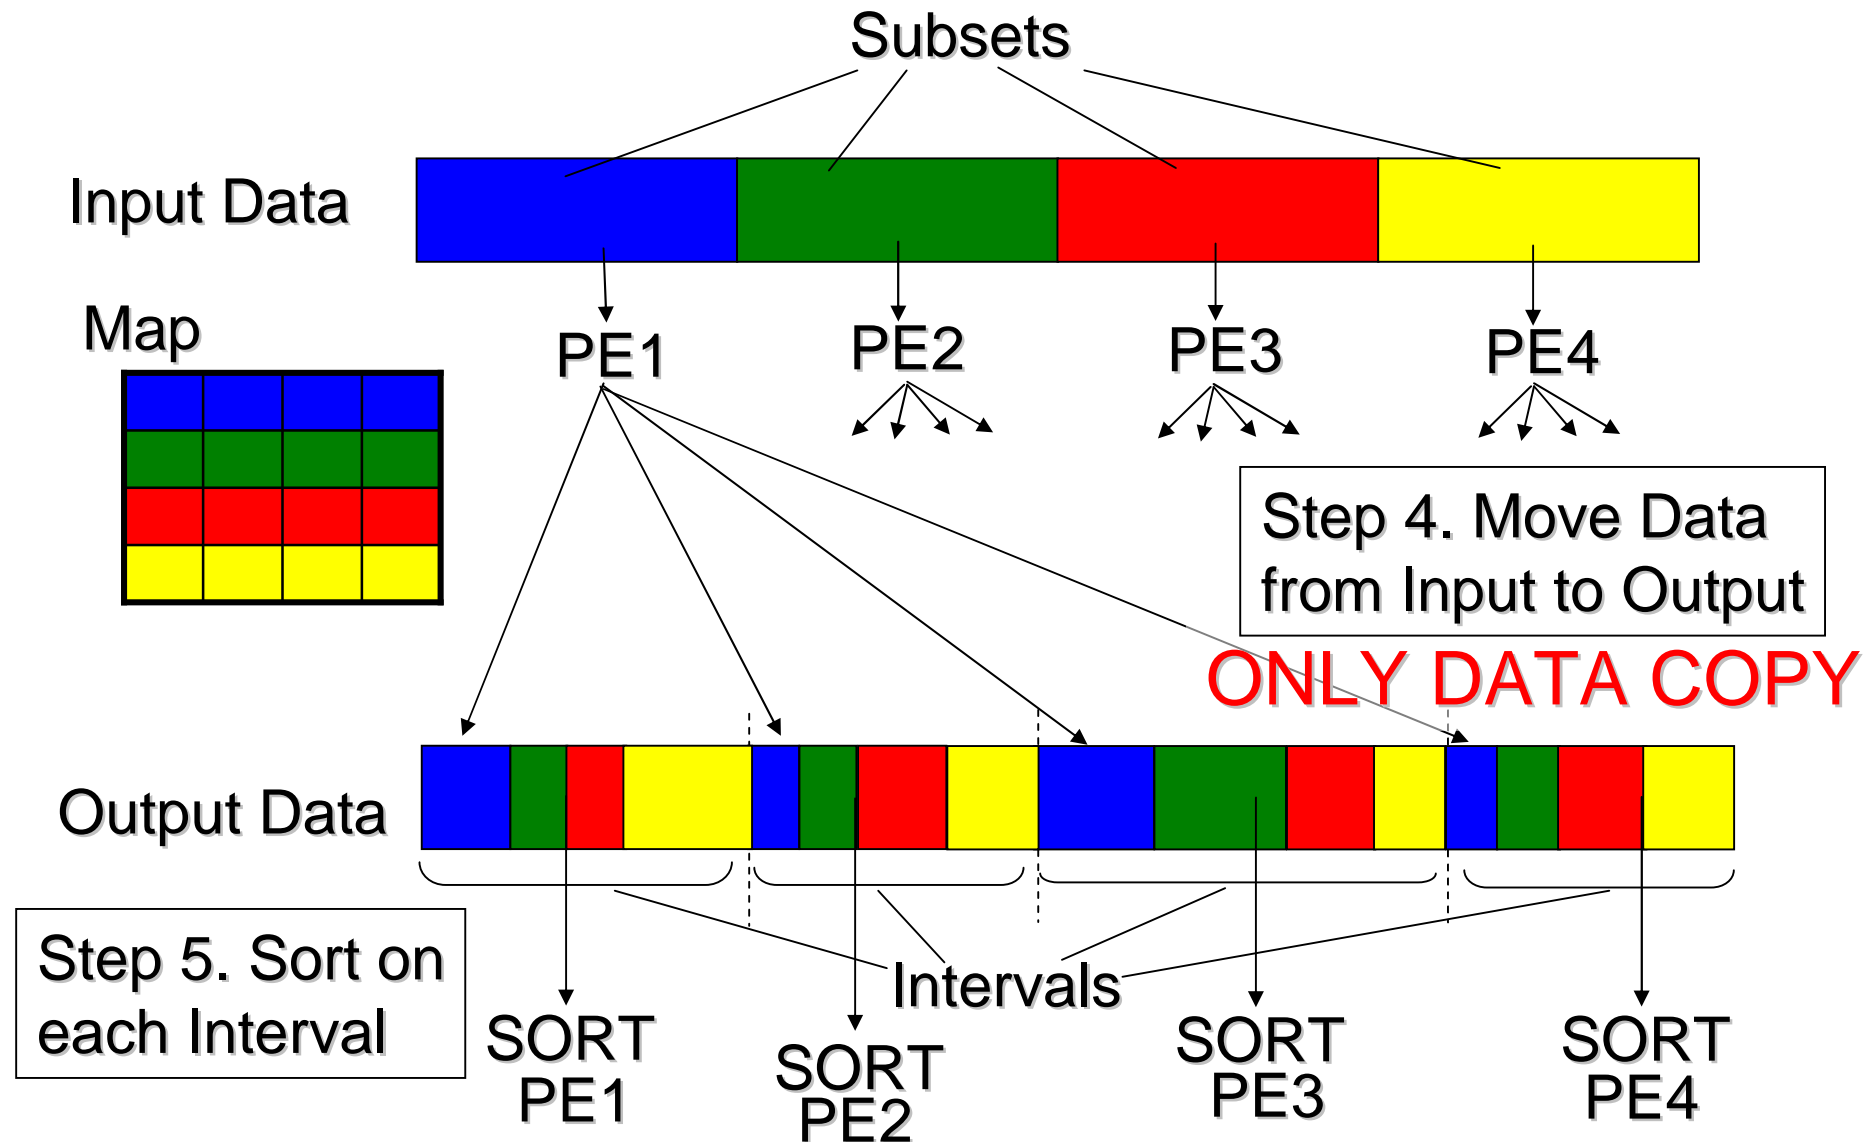 Subsets
Input Data
Map
PE1
PE2
PE3
PE4
Step 4. Move Data
from Input to Output
ONLY DATA COPY
Output Data
Step 5. Sort on
each Interval
Intervals
SORT
PE1
SORT
PE2
SORT
PE3
SORT
PE4